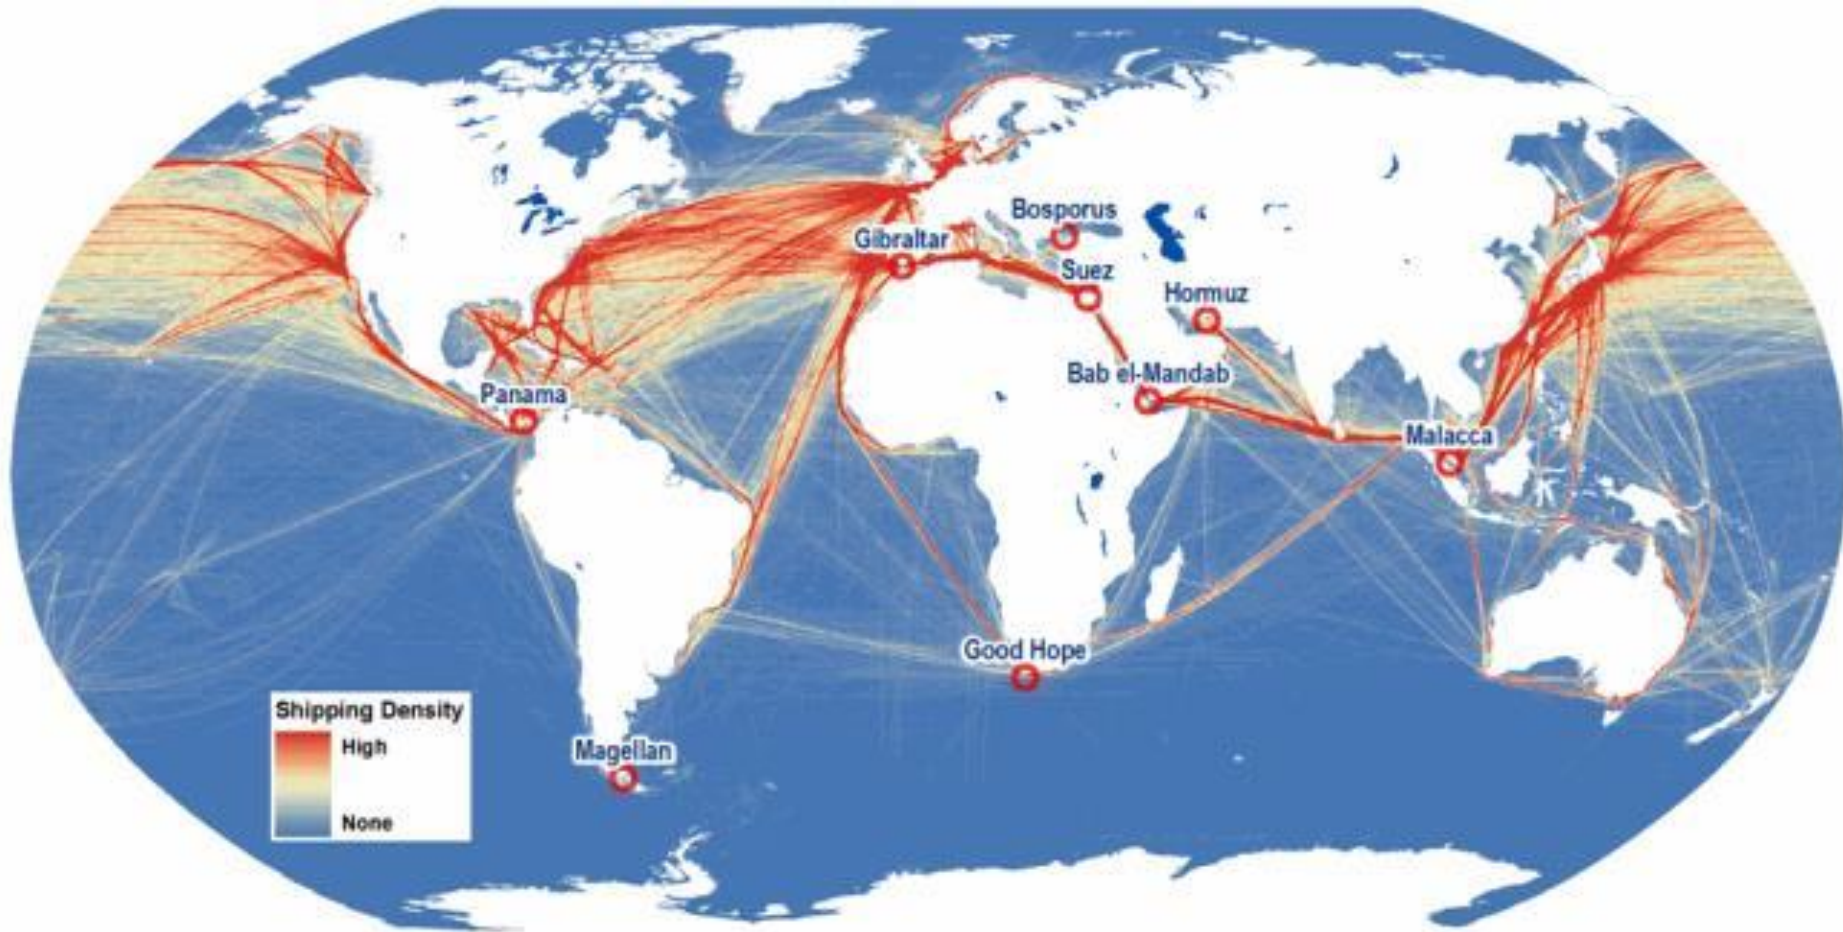 Bosporus
Gibraltar
Suez
Hormuz
Bab el-Mandab
Panama
Malacca
Good Hope
Shipping Density
High
None
Magellan